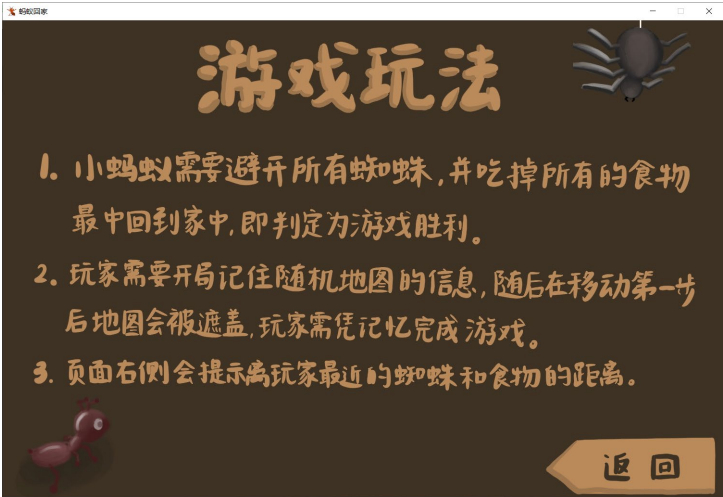 蚂蚁回家
游戏玩法
1. 小蚂蚁需要避开所有蜘蛛,并吃掉所有的食物
最中回到家中,即判定为游戏胜利。
2. 玩家需要开局记住随机地图的信息,随后在移动第一步
后地图会被遮盖,玩家需凭记忆完成游戏。
3. 页面右侧会提示离玩家最近的蜘蛛和食物的距离。
返回